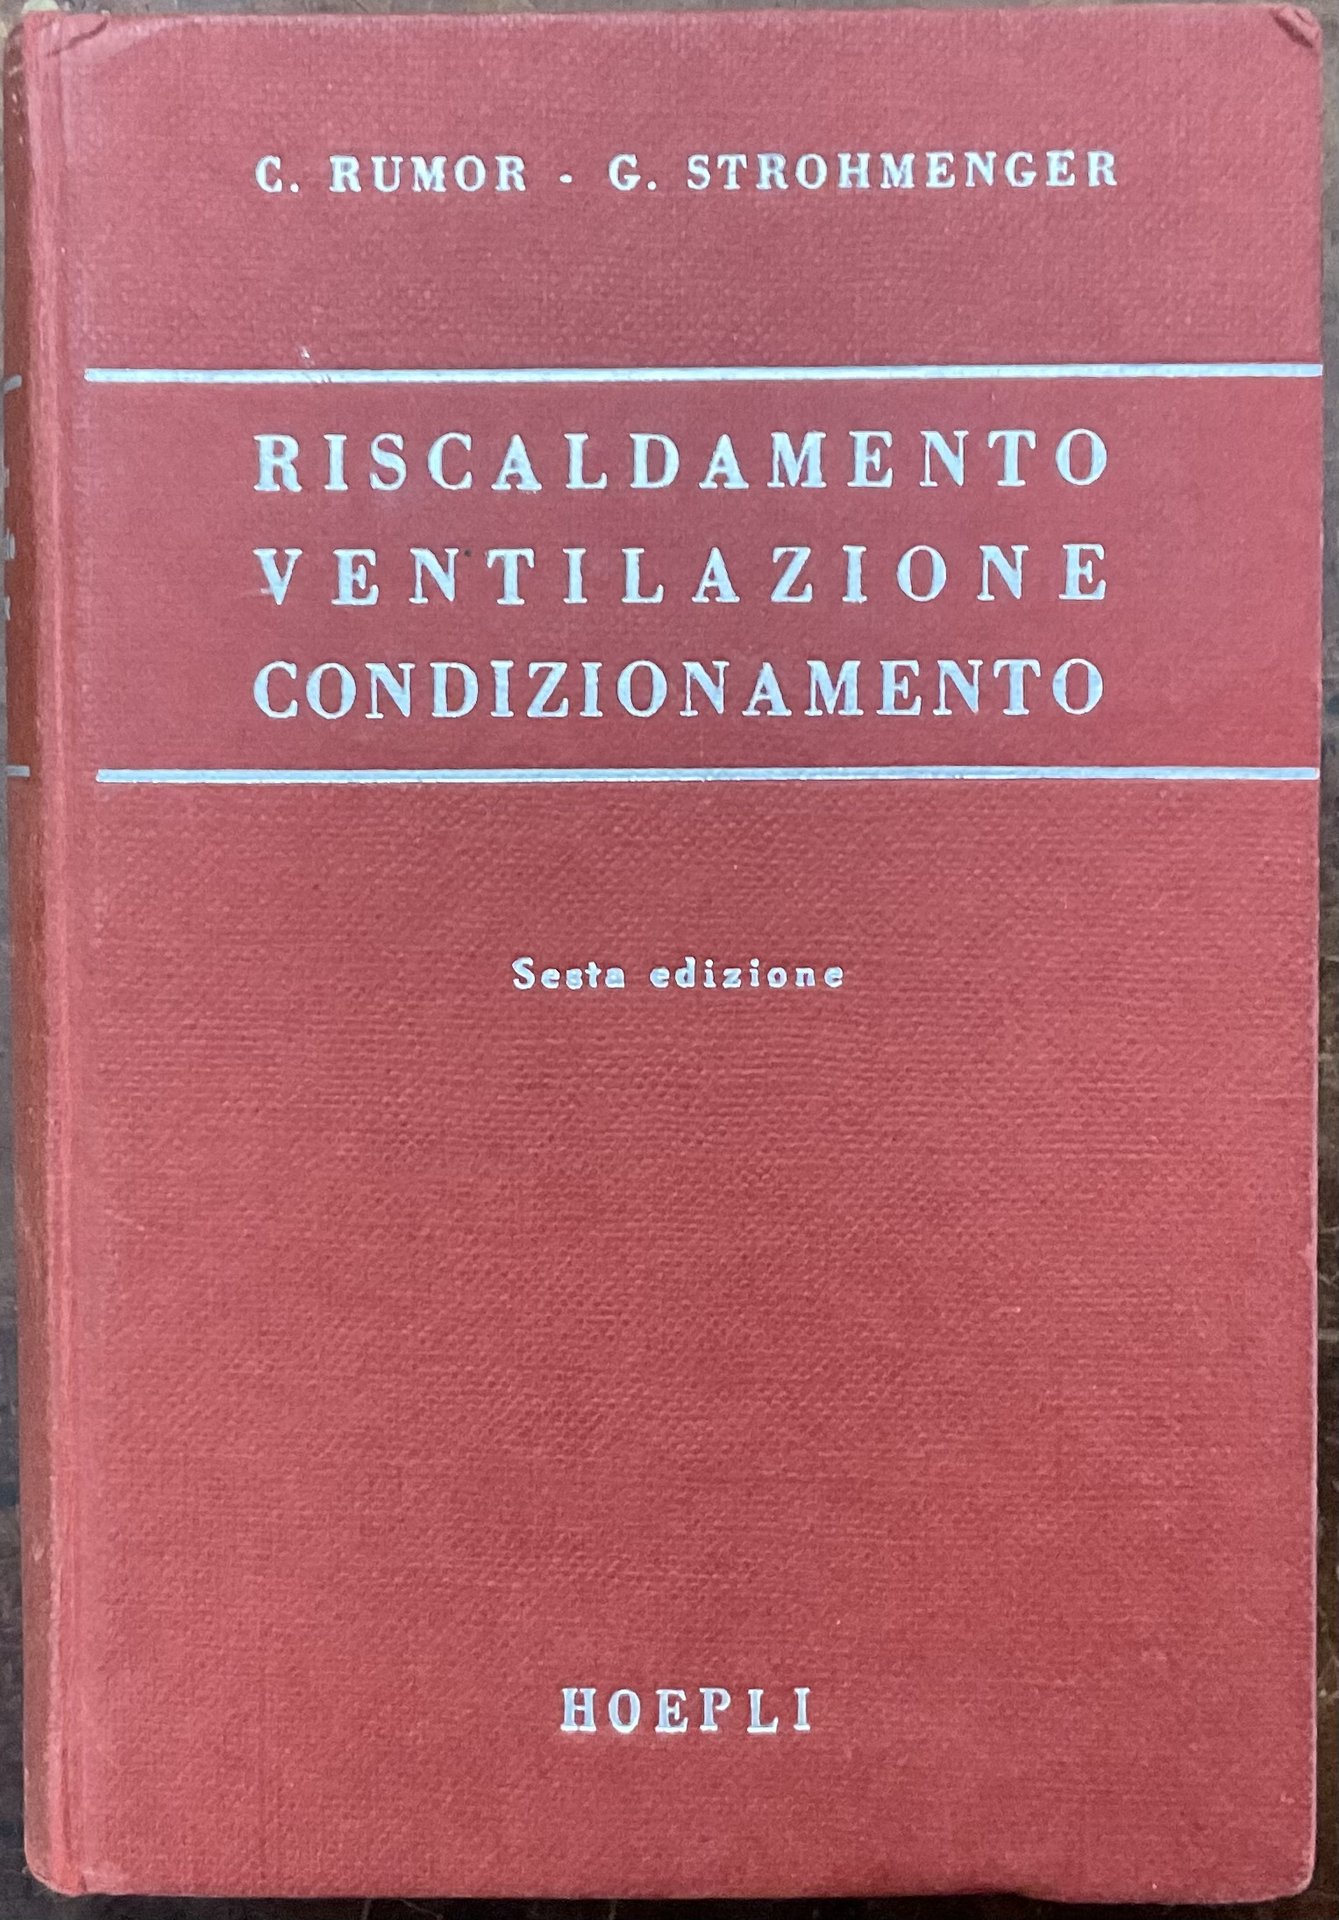 C. RUMOR - G. STROHMENGER
RISCALDAMENTO
VENTILAZIONE
CONDIZIONAMENTO
Sesta edizione
HOEPLI